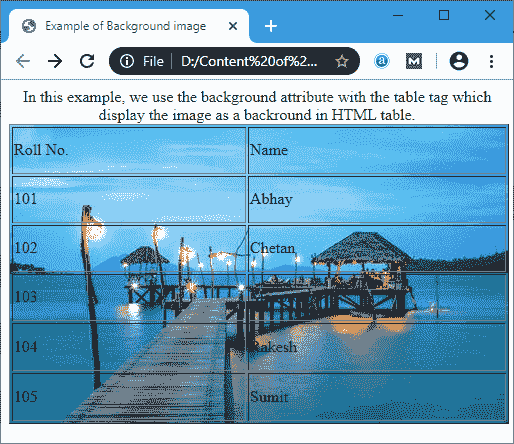 Example of Background image
File
D:/Content%20of%2...
a
M
In this example, we use the background attribute with the table tag which
display the image as a backround in HTML table.
Roll No. Name
101 Abhay
102 Chetan
103
104 Rakesh
105 Sumit